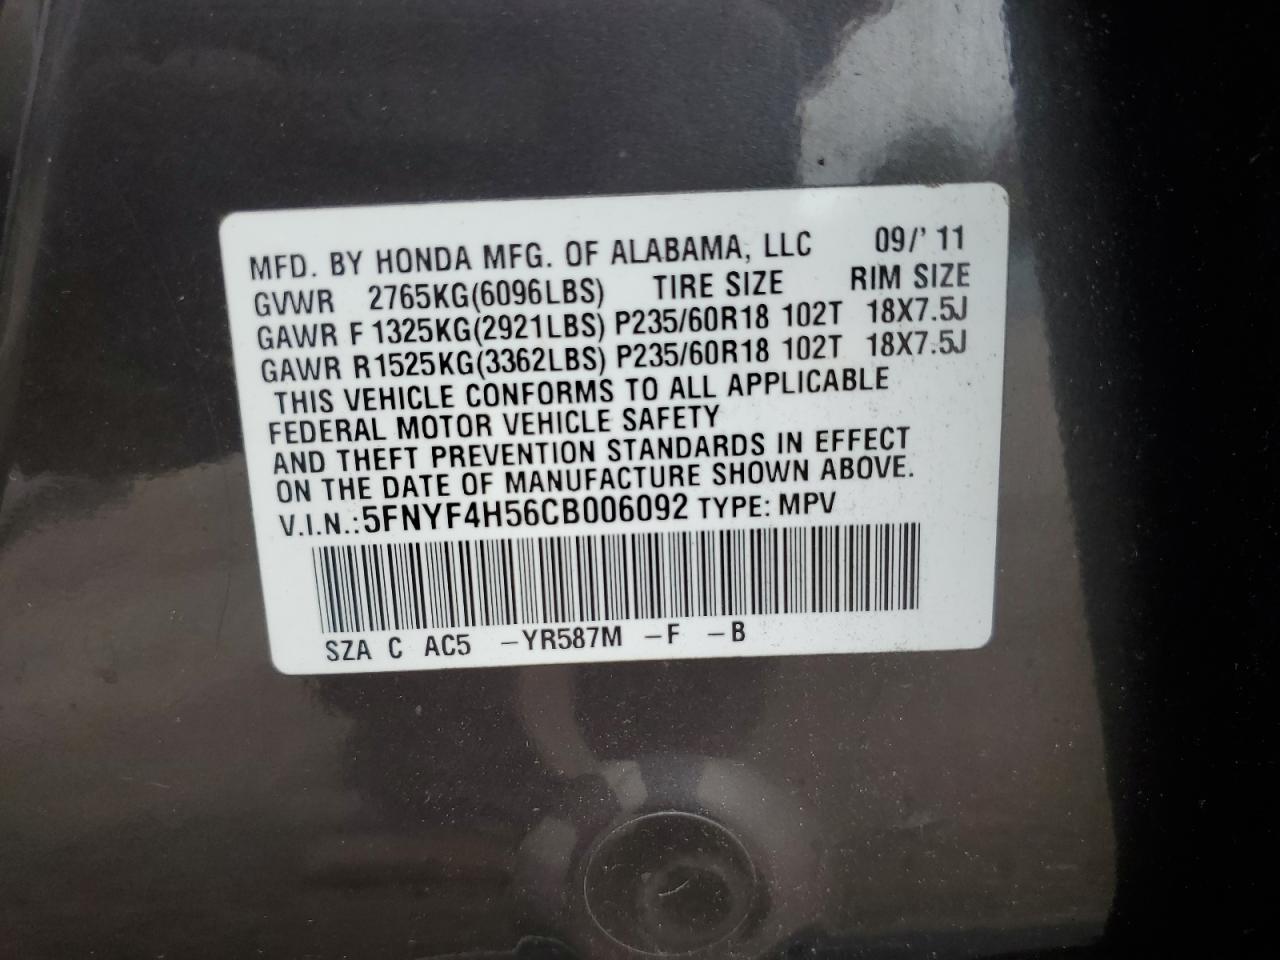 MFD. BY HONDA MFG. OF ALABAMA, LLC 09/' 11
GVWR 2765KG(6096LBS) TIRE SIZE RIM SIZE
GAWR F 1325KG(2921LBS) P235/60R18 102T 18X7.5J
GAWR R1525KG(3362LBS) P235/60R18 102T 18X7.5J
THIS VEHICLE CONFORMS TO ALL APPLICABLE
FEDERAL MOTOR VEHICLE SAFETY
AND THEFT PREVENTION STANDARDS IN EFFECT
ON THE DATE OF MANUFACTURE SHOWN ABOVE.
V.I.N.:5FNYF4H56CB006092 TYPE: MPV
SZA C AC5 –YR587M –F –B